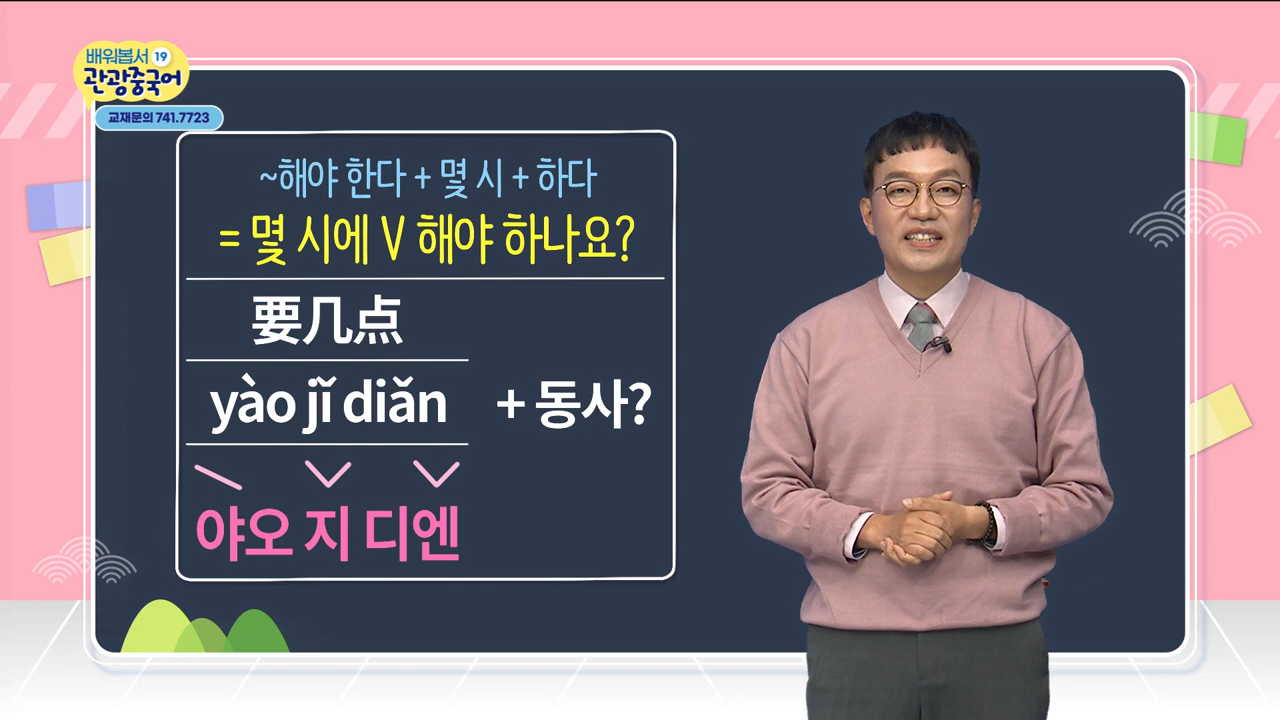 배워봅서 19
관광중국어
교재문의 741.7723
~해야 한다 + 몇 시 + 하다
= 몇 시에 V 해야 하나요?
要几点
yào jǐ diǎn + 동사?
야오 지 디엔